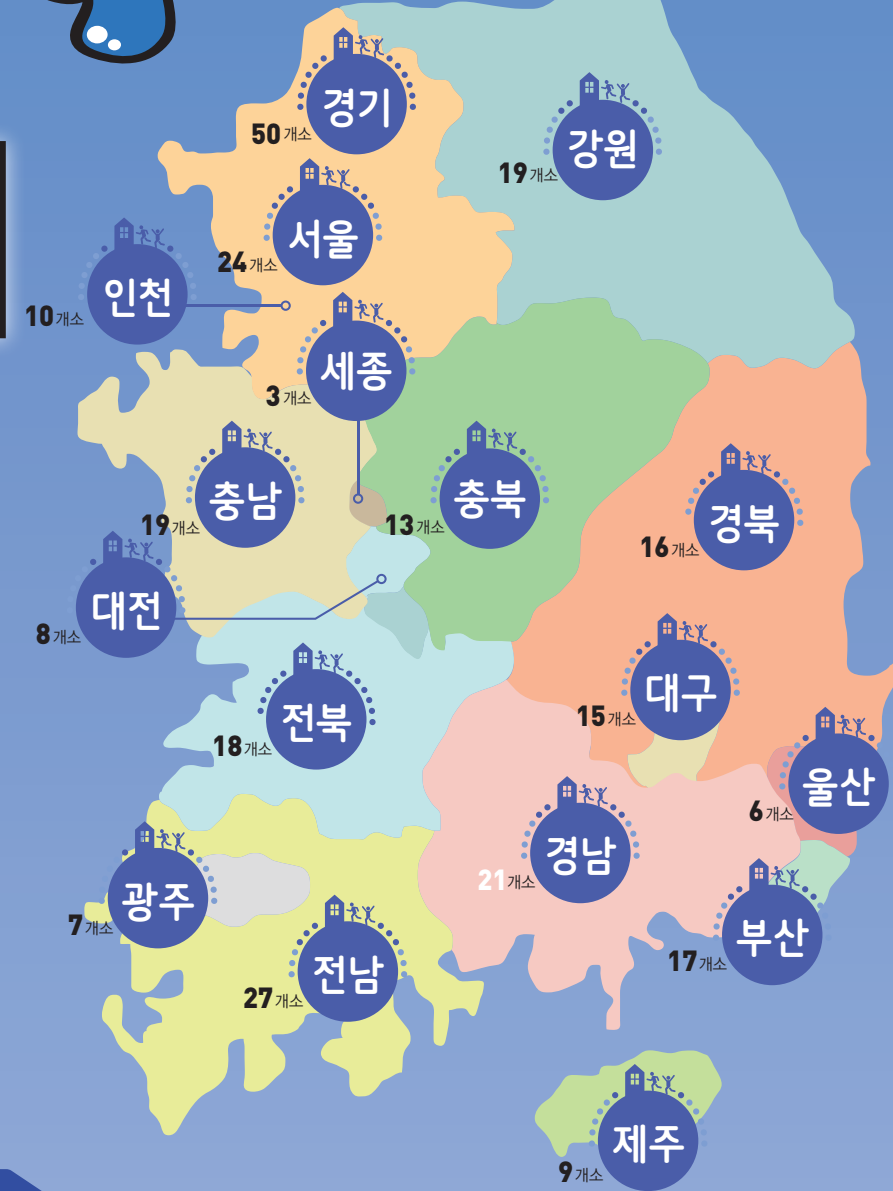 경기
50개소
강원
19개소
서울
24개소
인천
10개소
세종
3개소
충남
19개소
충북
13개소
경북
16개소
대전
8개소
대구
15개소
전북
18개소
울산
6개소
경남
21개소
광주
7개소
부산
17개소
전남
27개소
제주
9개소